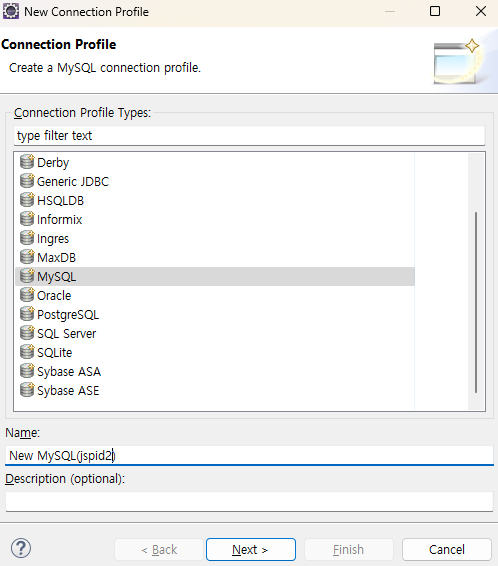 New Connection Profile
Connection Profile
Create a MySQL connection profile.
Connection Profile Types:
type filter text
Derby
Generic JDBC
HSQLDB
Informix
Ingres
MaxDB
MySQL
Oracle
PostgreSQL
SQL Server
SQLite
Sybase ASA
Sybase ASE
Name:
New MySQL(jspid2)
Description (optional):
? < Back Next > Finish Cancel